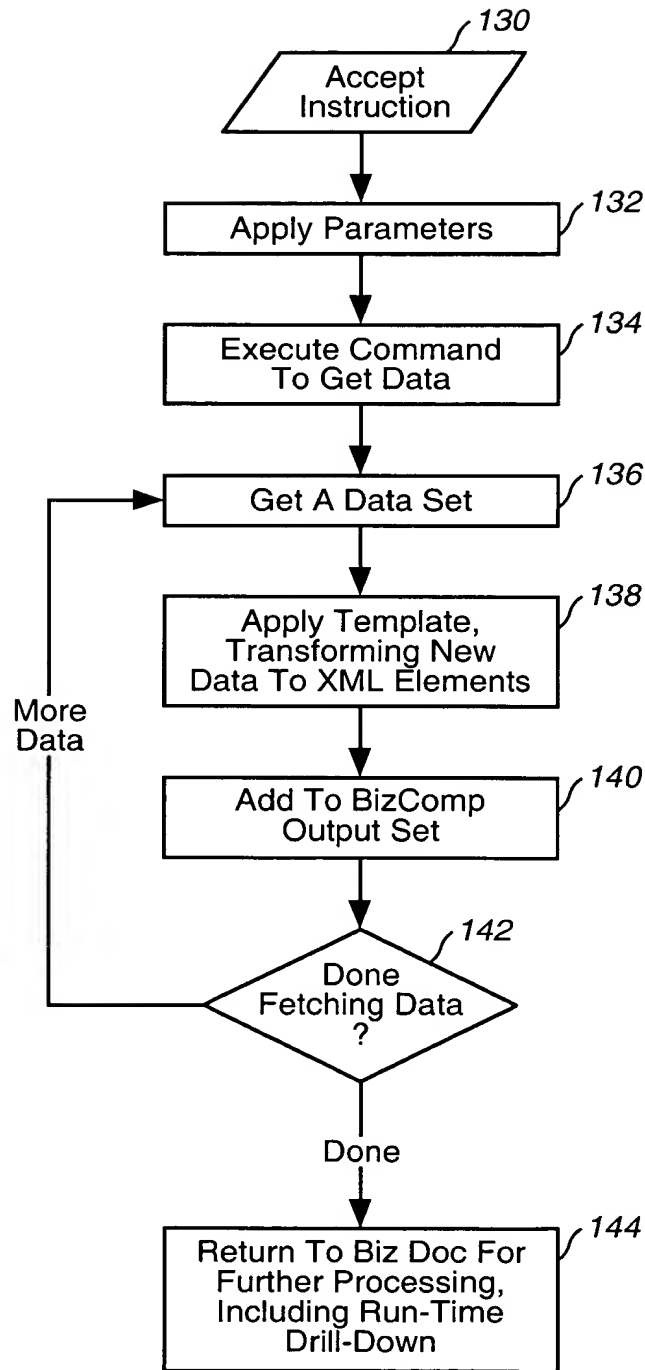 130
Accept
Instruction
132
Apply Parameters
134
Execute Command
To Get Data
136
Get A Data Set
138
Apply Template,
Transforming New
Data To XML Elements
More
Data
140
Add To BizComp
Output Set
142
Done
Fetching Data
?
Done
144
Return To Biz Doc For
Further Processing,
Including Run-Time
Drill-Down